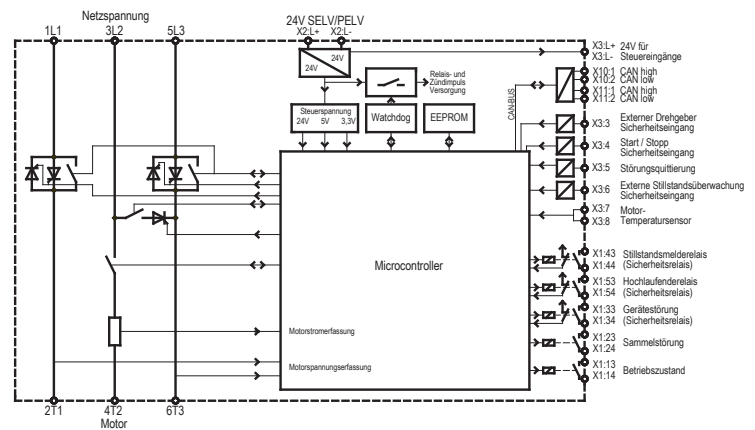 Netzspannung
1L1 3L2 5L3
24V SELV/PELV
X2:L+ X2:L-
24V
24V
Relais- und
Zündimpuls
Versorgung
Steuerspannung
24V 5V 3,3V
Watchdog
EEPROM
CAN-BUS
X3:L+ 24V für
X3:L- Steuereingänge
X10:1 CAN high
X10:2 CAN low
X11:1 CAN high
X11:2 CAN low
X3:3 Externer Drehgeber
Sicherheitseingang
X3:4 Start / Stopp
Sicherheitseingang
X3:5 Störungsquittierung
X3:6 Externe Stillstandsüberwachung
Sicherheitseingang
X3:7 Motor-
X3:8 Temperatursensor
Microcontroller
X1:43 Stillstandsmelderelais
X1:44 (Sicherheitsrelais)
X1:53 Hochlaufenderelais
X1:54 (Sicherheitsrelais)
X1:33 Gerätestörung
X1:34 (Sicherheitsrelais)
X1:23
X1:24
Sammelstörung
X1:13
X1:14
Betriebszustand
Motorstromerfassung
Motorspannungserfassung
2T1 4T2 6T3
Motor